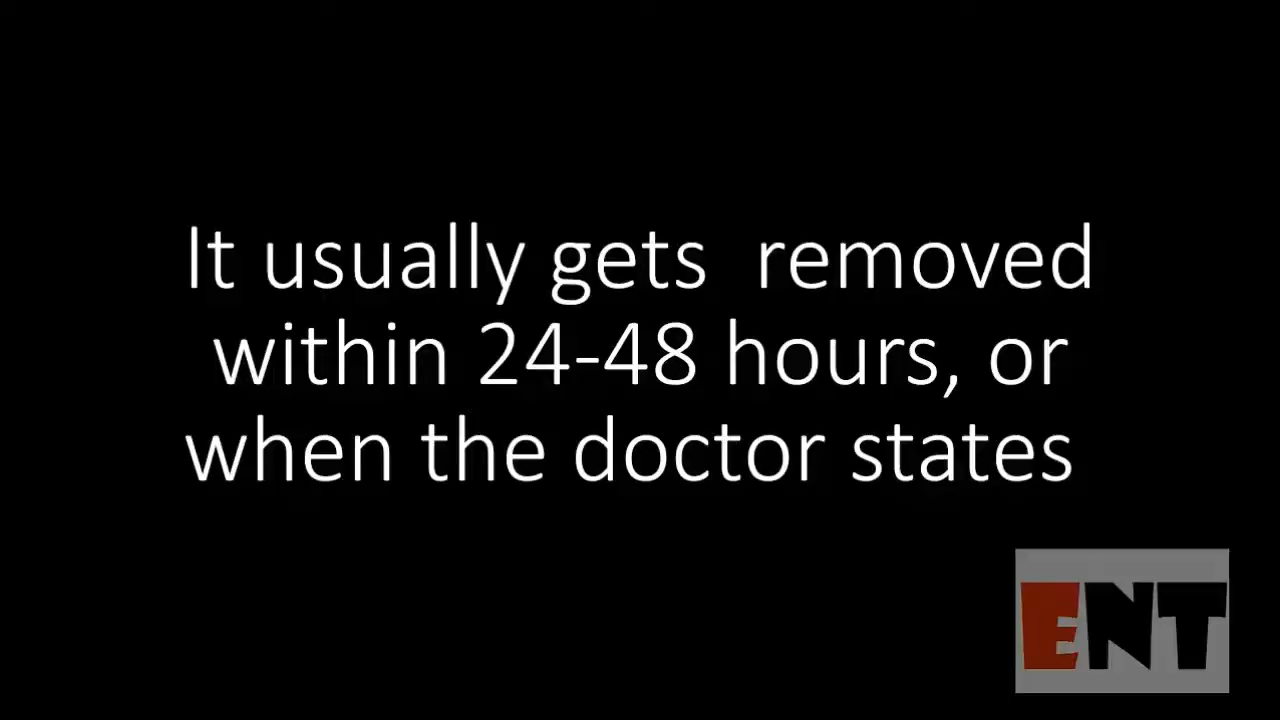 It usually gets  removed
within 24-48 hours, or
when the doctor states
ENT